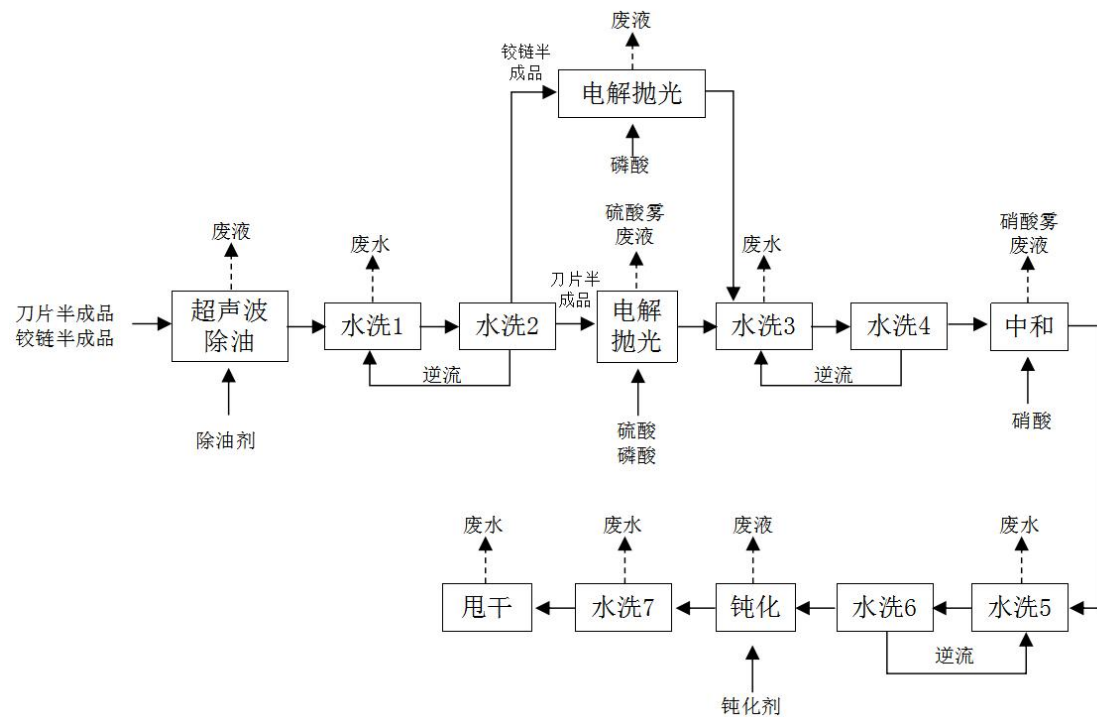 废液
铰链半
成品
电解抛光
磷酸
硫酸雾
废液
硝酸雾
废液
废液
废水
废水
刀片半
成品
刀片半成品
铰链半成品
超声波
除油
水洗1
水洗2
电解
抛光
水洗3
水洗4
中和
逆流
逆流
除油剂
硫酸
磷酸
硝酸
废水
废水
废液
废水
甩干
水洗7
钝化
水洗6
水洗5
逆流
钝化剂